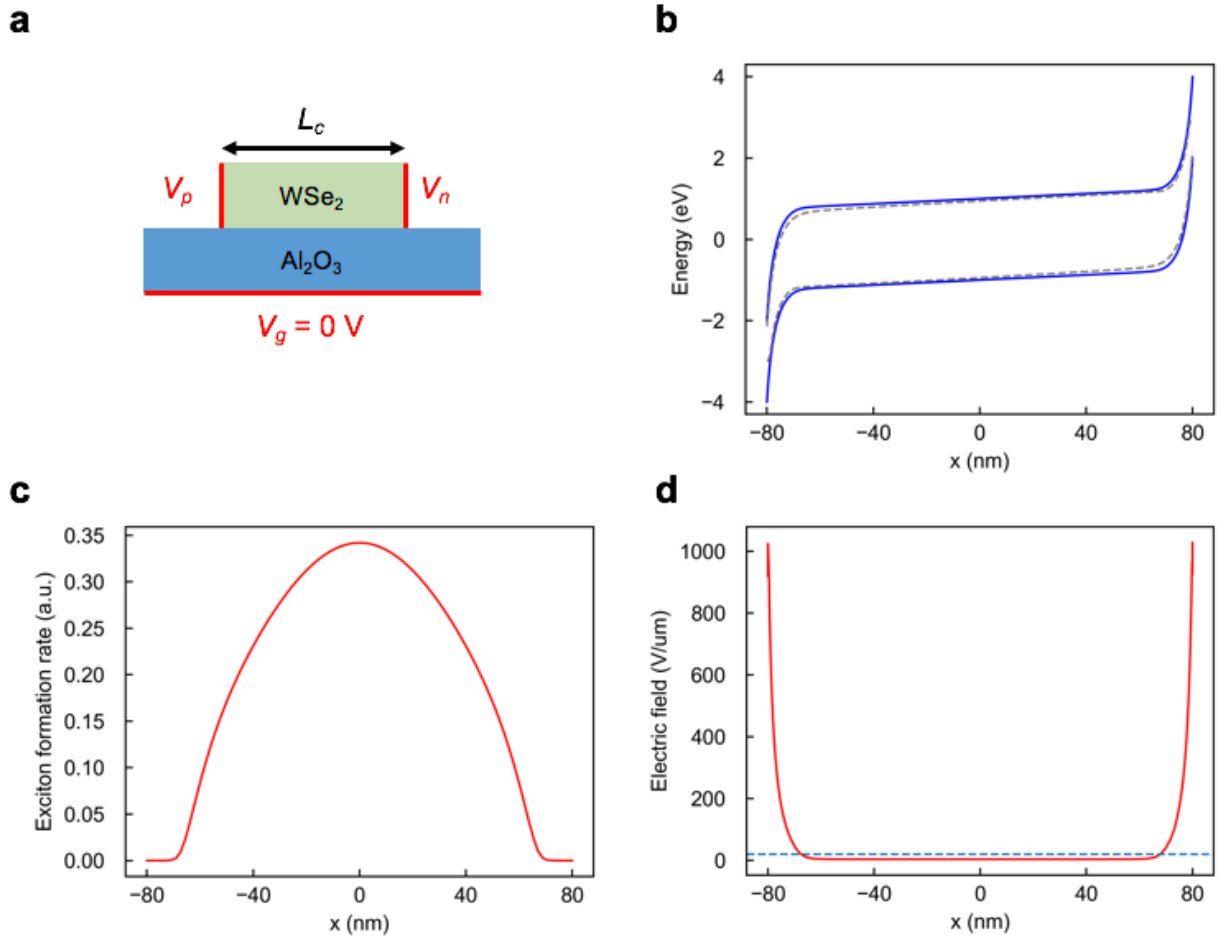 a
L_c
V_p
WSe₂
V_n
Al₂O₃
V_g = 0 V
b
Energy (eV)
4
2
0
−2
−4
−80
−40
0
40
80
x (nm)
c
Exciton formation rate (a.u.)
0.35
0.30
0.25
0.20
0.15
0.10
0.05
0.00
−80
−40
0
40
80
x (nm)
d
Electric field (V/um)
1000
800
600
400
200
0
−80
−40
0
40
80
x (nm)